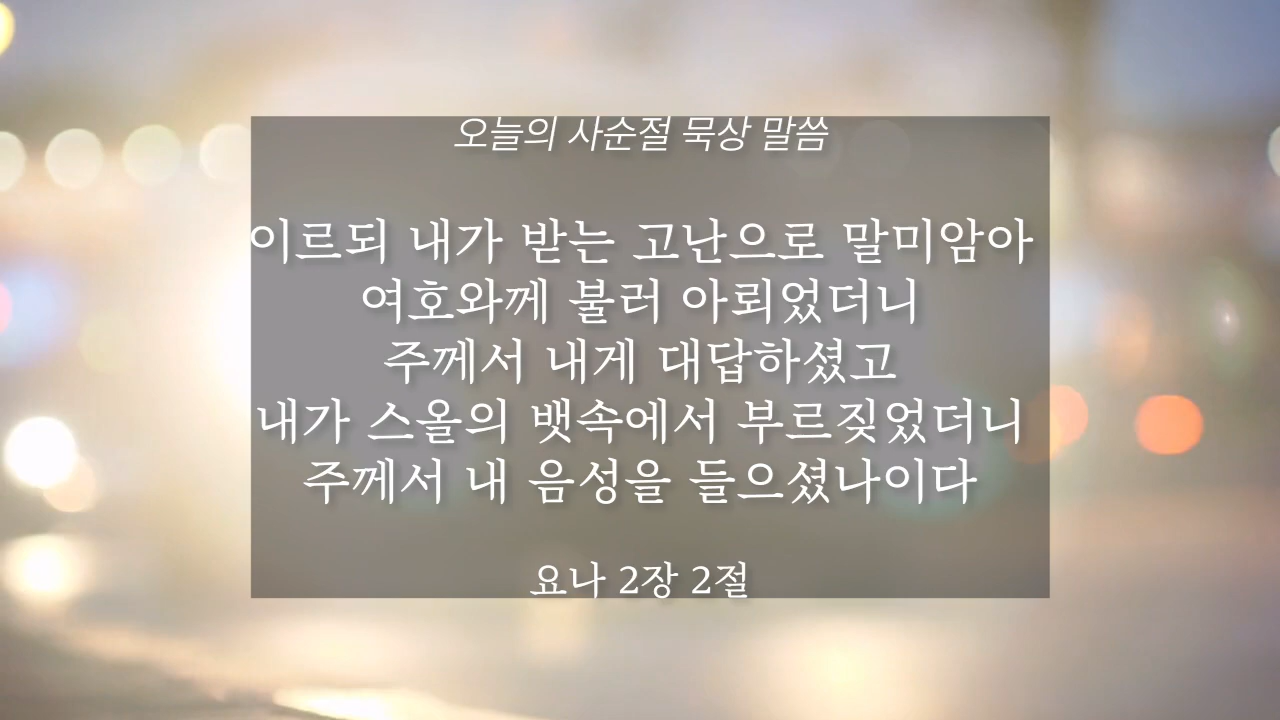 오늘의 사순절 묵상 말씀
이르되 내가 받는 고난으로 말미암아
여호와께 불러 아뢰었더니
주께서 내게 대답하셨고
내가 스올의 뱃속에서 부르짖었더니
주께서 내 음성을 들으셨나이다
요나 2장 2절